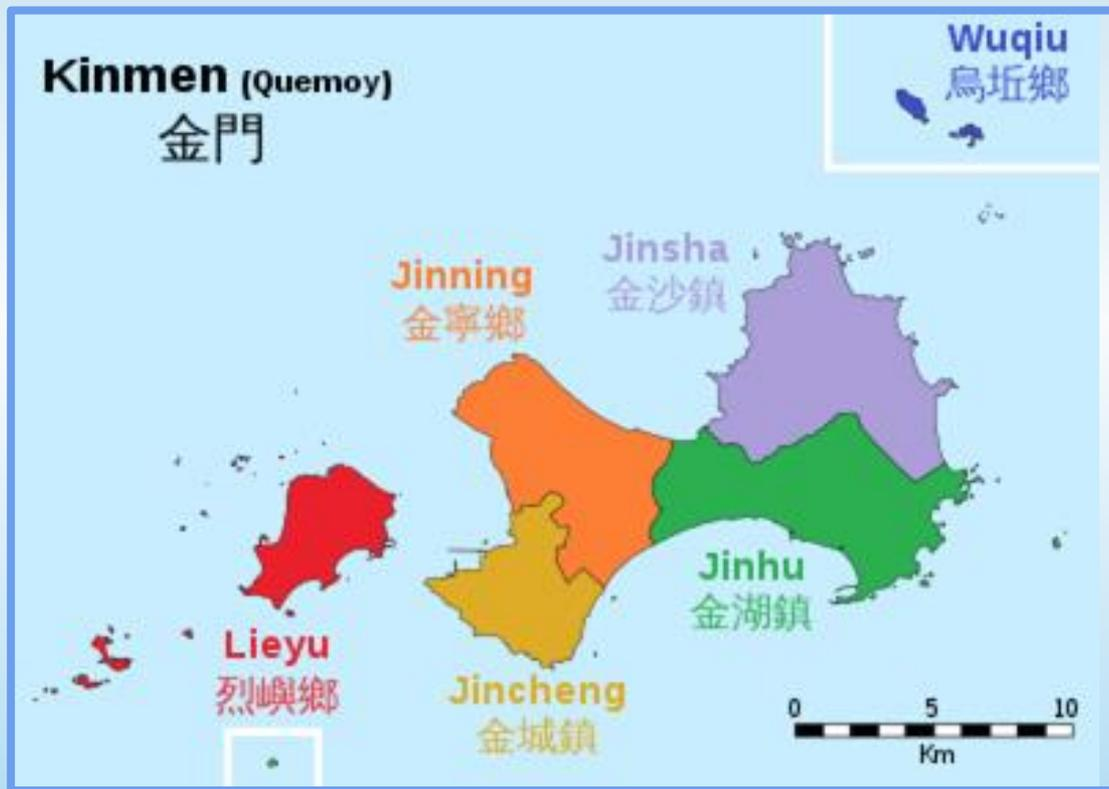 Kinmen (Quemoy)
金門
Wuqiu
烏坵鄉
Jinsha
金沙鎮
Jinning
金寧鄉
Jinhu
金湖鎮
Lieyu
烈嶼鄉
Jincheng
金城鎮
0 5 10
Km